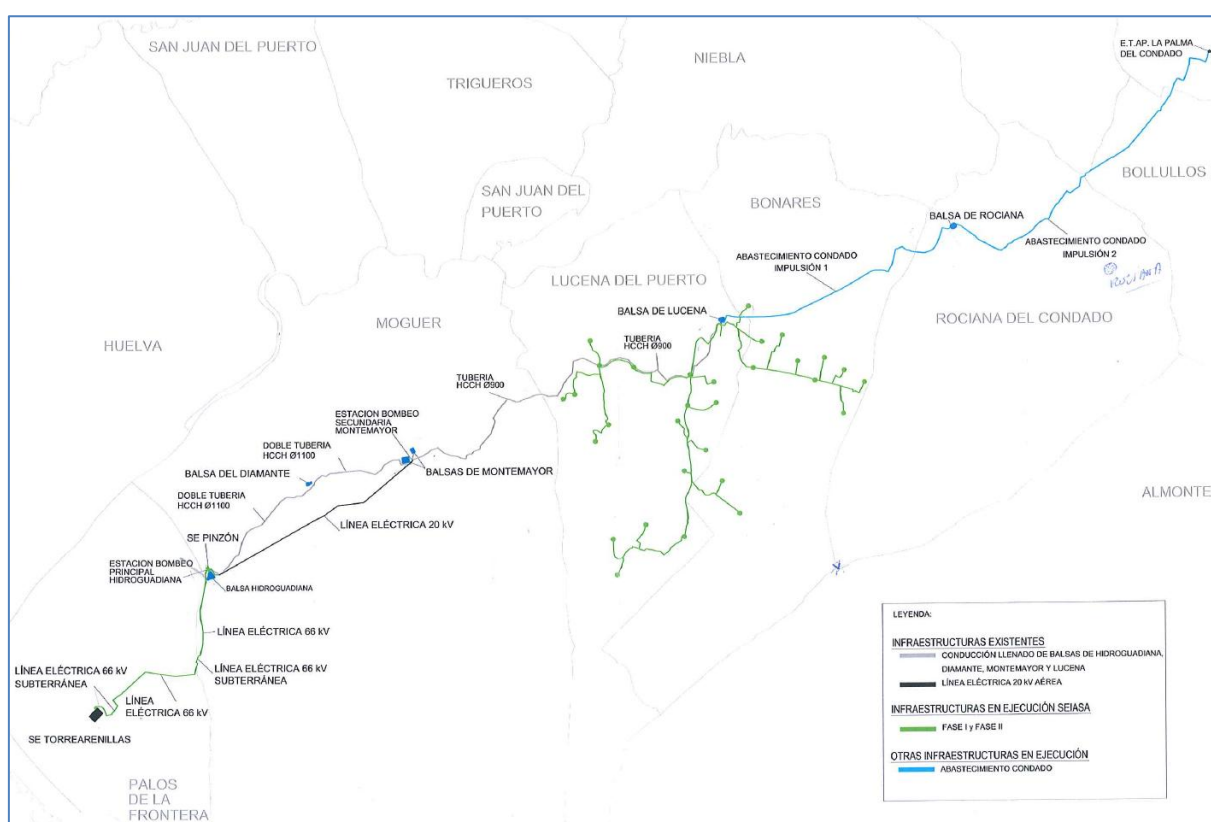 SAN JUAN DEL PUERTO
NIEBLA
E.T.AP. LA PALMA
DEL CONDADO
TRIGUEROS
BOLLULLOS
SAN JUAN DEL
PUERTO
BONARES
BALSA DE ROCIANA
ABASTECIMIENTO CONDADO
IMPULSIÓN 2
ABASTECIMIENTO CONDADO
IMPULSIÓN 1
LUCENA DEL PUERTO
BALSA DE LUCENA
ROCIANA DEL CONDADO
MOGUER
HUELVA
TUBERIA
HCCH Ø900
TUBERIA
HCCH Ø900
ESTACION BOMBEO
SECUNDARIA
MONTEMAYOR
DOBLE TUBERIA
HCCH Ø1100
BALSA DEL DIAMANTE
BALSAS DE MONTEMAYOR
DOBLE TUBERIA
HCCH Ø1100
ALMONTE
LÍNEA ELÉCTRICA 20 kV
SE PINZÓN
ESTACION BOMBEO
PRINCIPAL
HIDROGUADIANA
BALSA HIDROGUADIANA
LÍNEA ELÉCTRICA 66 kV
LÍNEA ELÉCTRICA 66 kV
SUBTERRÁNEA
LÍNEA ELÉCTRICA 66 kV
SUBTERRÁNEA
LÍNEA
ELÉCTRICA 66 kV
SE TORREARENILLAS
PALOS
DE LA
FRONTERA
LEYENDA:
INFRAESTRUCTURAS EXISTENTES
CONDUCCIÓN LLENADO DE BALSAS DE HIDROGUADIANA,
DIAMANTE, MONTEMAYOR Y LUCENA
LÍNEA ELÉCTRICA 20 kV AÉREA
INFRAESTRUCTURAS EN EJECUCIÓN SEIASA
FASE I y FASE II
OTRAS INFRAESTRUCTURAS EN EJECUCIÓN
ABASTECIMIENTO CONDADO